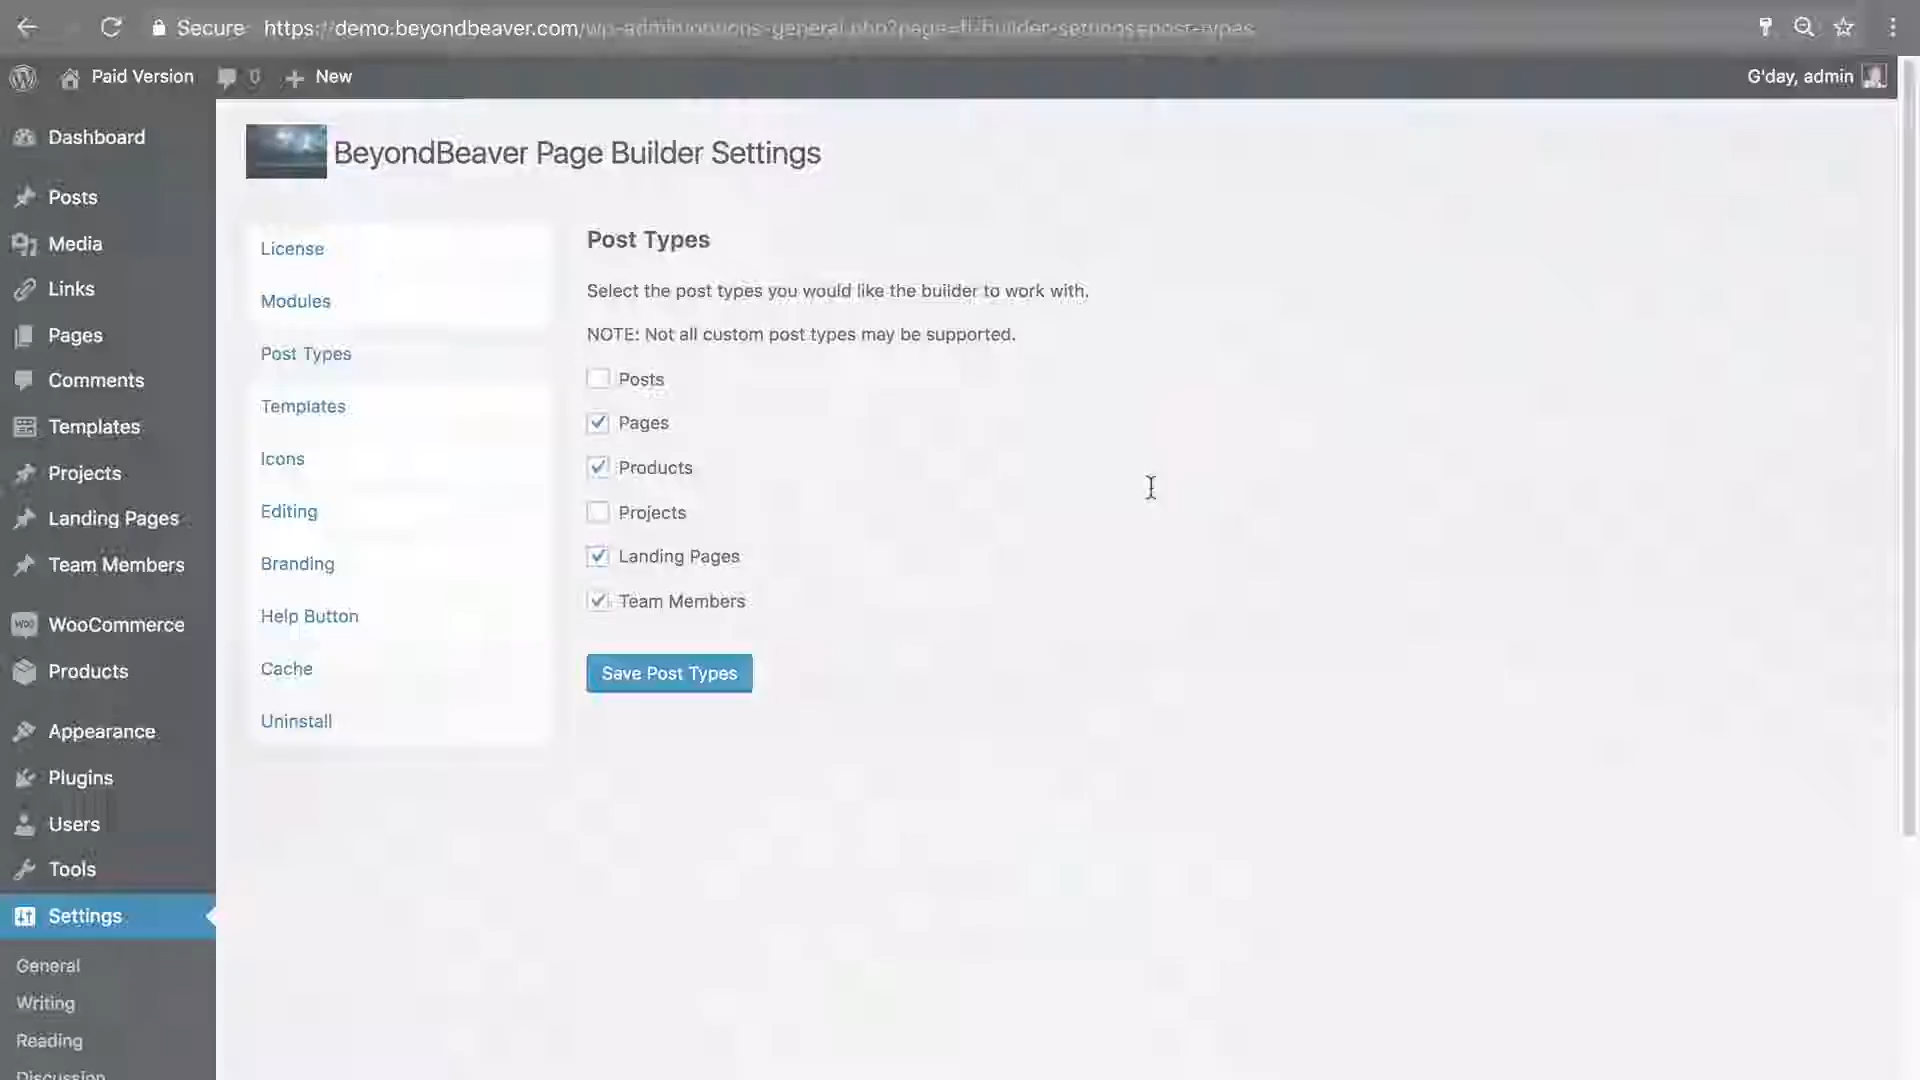 Secure https://demo.beyondbeaver.com/wp-admin/options-general.php?page=fl-builder-settings#post-types
Paid Version 0 New G'day, admin
Dashboard
Posts
Media
Links
Pages
Comments
Templates
Projects
Landing Pages
Team Members
WooCommerce
Products
Appearance
Plugins
Users
Tools
Settings
General
Writing
Reading
Discussion
BeyondBeaver Page Builder Settings
License
Modules
Post Types
Templates
Icons
Editing
Branding
Help Button
Cache
Uninstall
Post Types
Select the post types you would like the builder to work with.
NOTE: Not all custom post types may be supported.
Posts
Pages
Products
Projects
Landing Pages
Team Members
Save Post Types